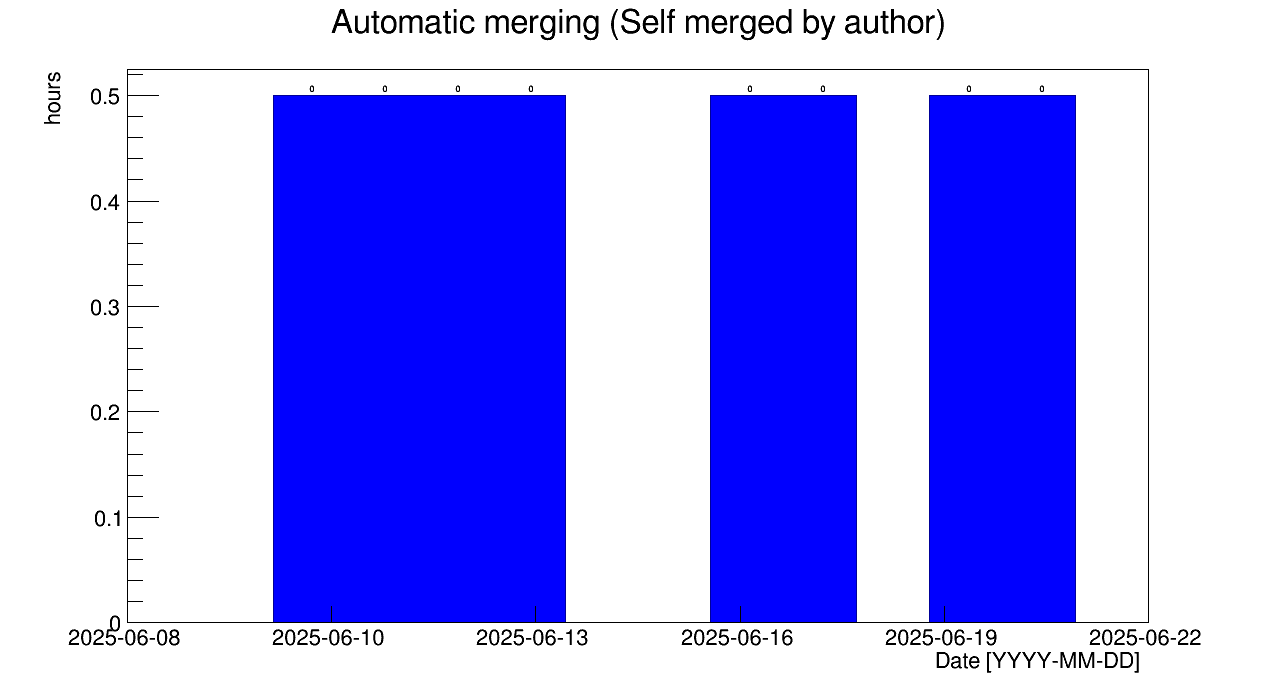 Automatic merging (Self merged by author)
hours
0 0 0 0 0 0 0 0
0.5
0.4
0.3
0.2
0.1
0
2025-06-08 2025-06-10 2025-06-13 2025-06-16 2025-06-19 2025-06-22
Date [YYYY-MM-DD]